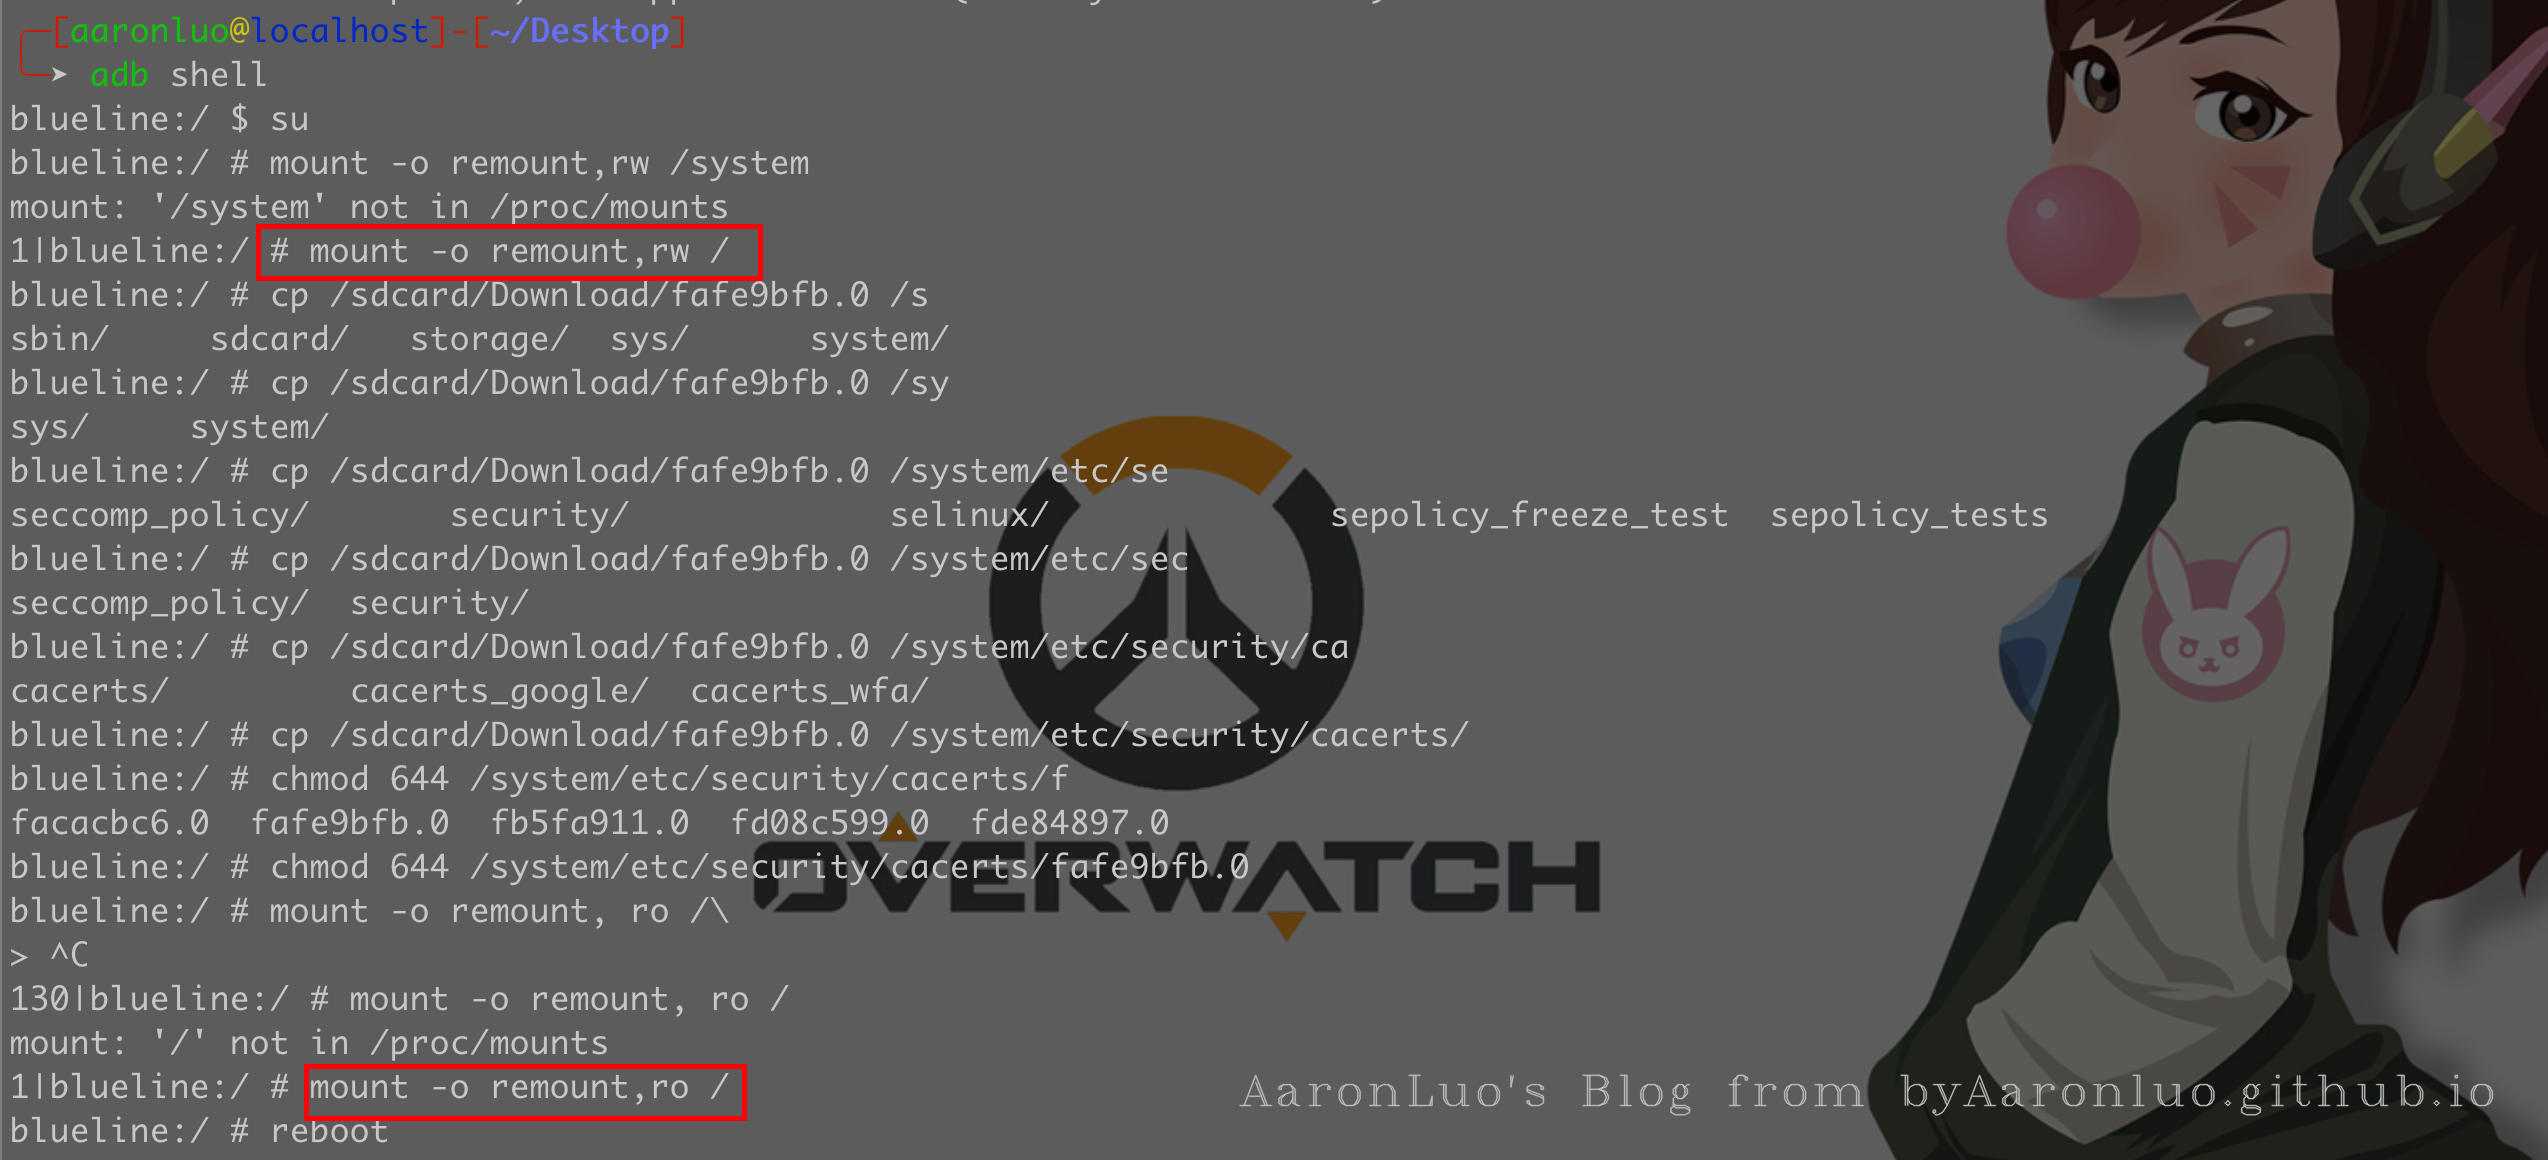 [aaronluo@localhost]-[~/Desktop]
➤ adb shell
blueline:/ $ su
blueline:/ # mount -o remount,rw /system
mount: '/system' not in /proc/mounts
1|blueline:/ # mount -o remount,rw /
blueline:/ # cp /sdcard/Download/fafe9bfb.0 /s
sbin/ sdcard/ storage/ sys/ system/
blueline:/ # cp /sdcard/Download/fafe9bfb.0 /sy
sys/ system/
blueline:/ # cp /sdcard/Download/fafe9bfb.0 /system/etc/se
seccomp_policy/ security/ selinux/ sepolicy_freeze_test sepolicy_tests
blueline:/ # cp /sdcard/Download/fafe9bfb.0 /system/etc/sec
seccomp_policy/ security/
blueline:/ # cp /sdcard/Download/fafe9bfb.0 /system/etc/security/ca
cacerts/ cacerts_google/ cacerts_wfa/
blueline:/ # cp /sdcard/Download/fafe9bfb.0 /system/etc/security/cacerts/
blueline:/ # chmod 644 /system/etc/security/cacerts/f
facacbc6.0 fafe9bfb.0 fb5fa911.0 fd08c599.0 fde84897.0
blueline:/ # chmod 644 /system/etc/security/cacerts/fafe9bfb.0
OVERWATCH
blueline:/ # mount -o remount, ro /\
> ^C
130|blueline:/ # mount -o remount, ro /
mount: '/' not in /proc/mounts
1|blueline:/ # mount -o remount,ro /
blueline:/ # reboot
AaronLuo's Blog from byAaronluo.github.io